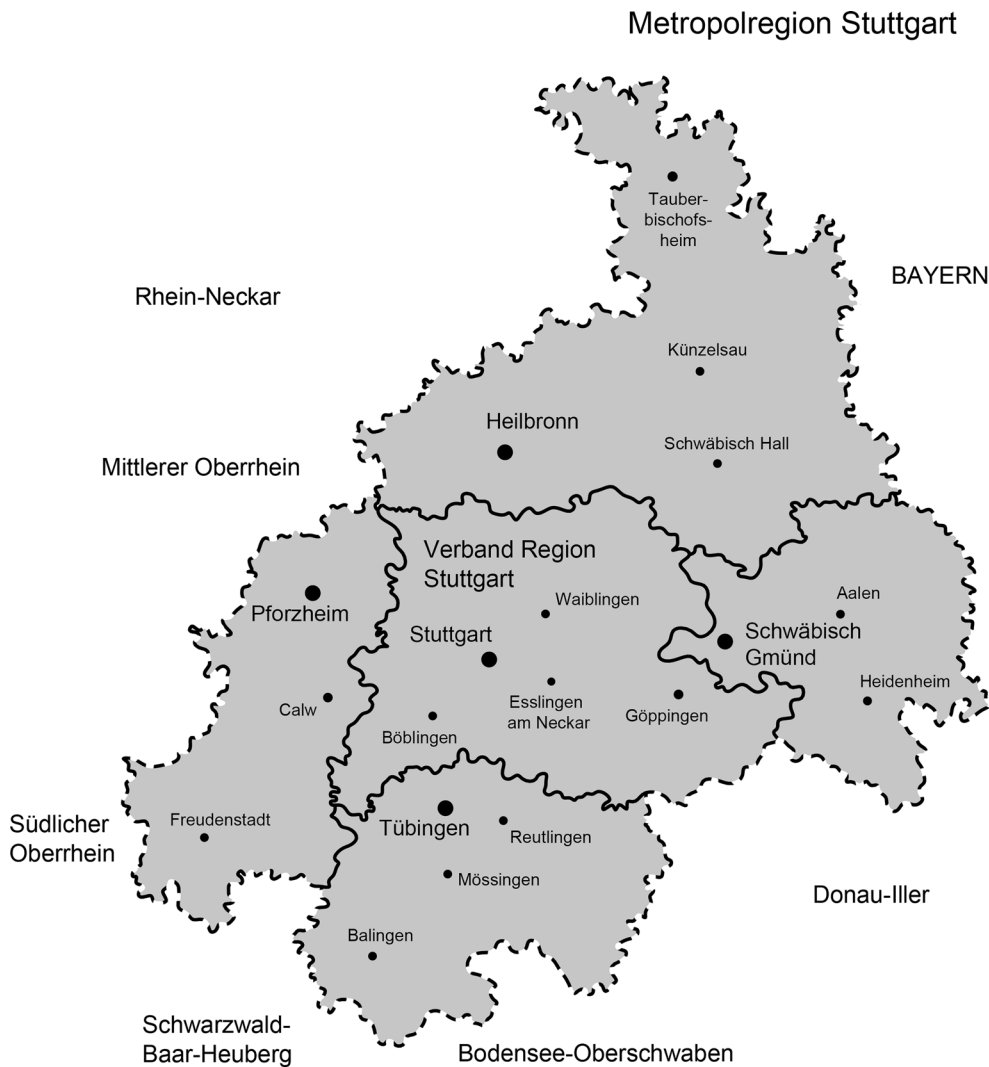 Metropolregion Stuttgart
Tauber-
bischofs-
heim
BAYERN
Rhein-Neckar
Künzelsau
Heilbronn
Schwäbisch Hall
Mittlerer Oberrhein
Verband Region
Stuttgart
Waiblingen
Aalen
Pforzheim
Stuttgart
Schwäbisch
Gmünd
Heidenheim
Calw
Esslingen
am Neckar
Göppingen
Böblingen
Südlicher
Oberrhein
Freudenstadt
Tübingen
Reutlingen
Mössingen
Donau-Iller
Balingen
Schwarzwald-
Baar-Heuberg
Bodensee-Oberschwaben